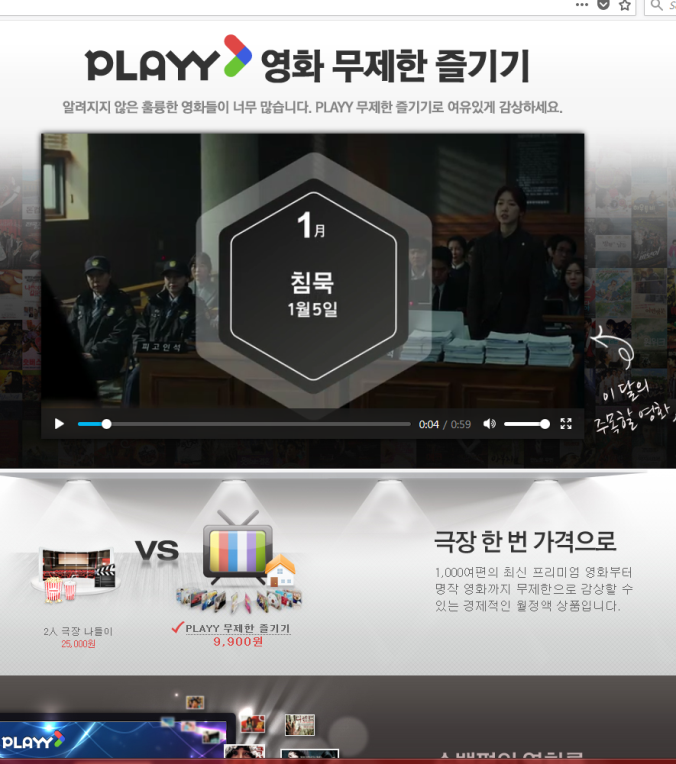 PLAYY 영화 무제한 즐기기
알려지지 않은 훌륭한 영화들이 너무 많습니다. PLAYY 무제한 즐기기로 여유있게 감상하세요.
1月
침묵
1월5일
피고인석
0:04 / 0:59
이 달의
주목할 영화
VS
극장 한 번 가격으로
1,000여편의 최신 프리미엄 영화부터
명작 영화까지 무제한으로 감상할 수
있는 경제적인 월정액 상품입니다.
2人 극장 나들이
25,000원
PLAYY 무제한 즐기기
9,900원
PLAYY